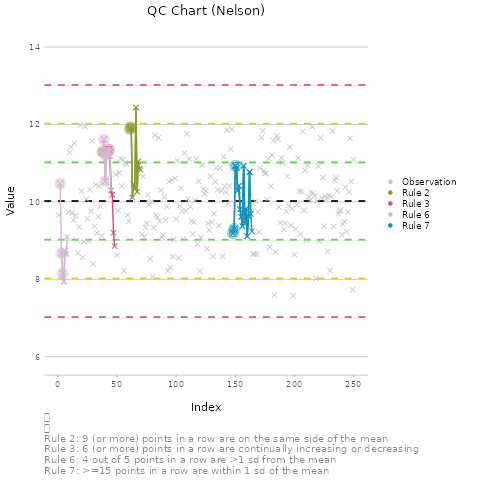 QC Chart (Nelson)
14
12
10
8
6
Value
0
50
100
150
200
250
Index
Observation
Rule 2
Rule 3
Rule 6
Rule 7
Rule 2: 9 (or more) points in a row are on the same side of the mean
Rule 3: 6 (or more) points in a row are continually increasing or decreasing
Rule 6: 4 out of 5 points in a row are >1 sd from the mean
Rule 7: >=15 points in a row are within 1 sd of the mean